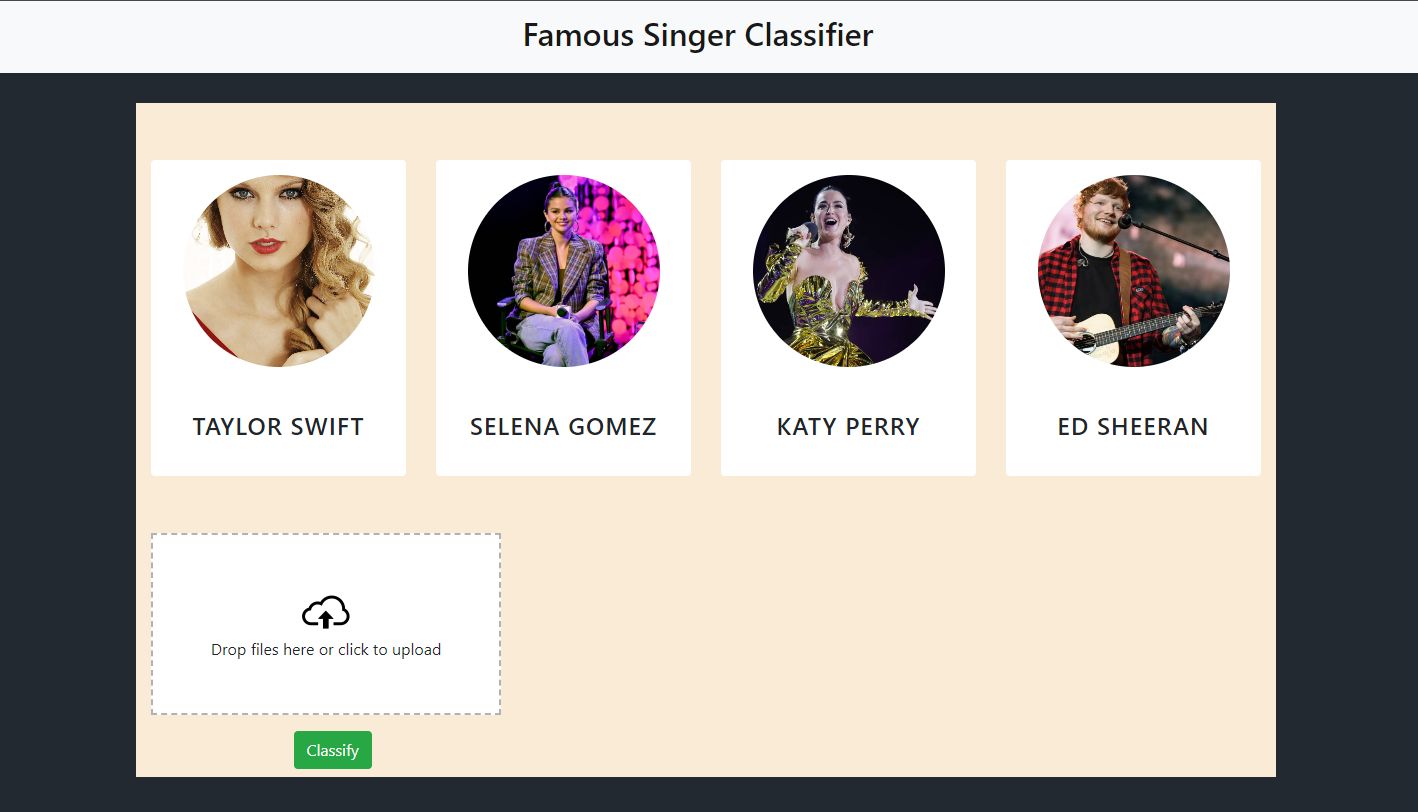 Famous Singer Classifier
TAYLOR SWIFT
SELENA GOMEZ
KATY PERRY
ED SHEERAN
Drop files here or click to upload
Classify